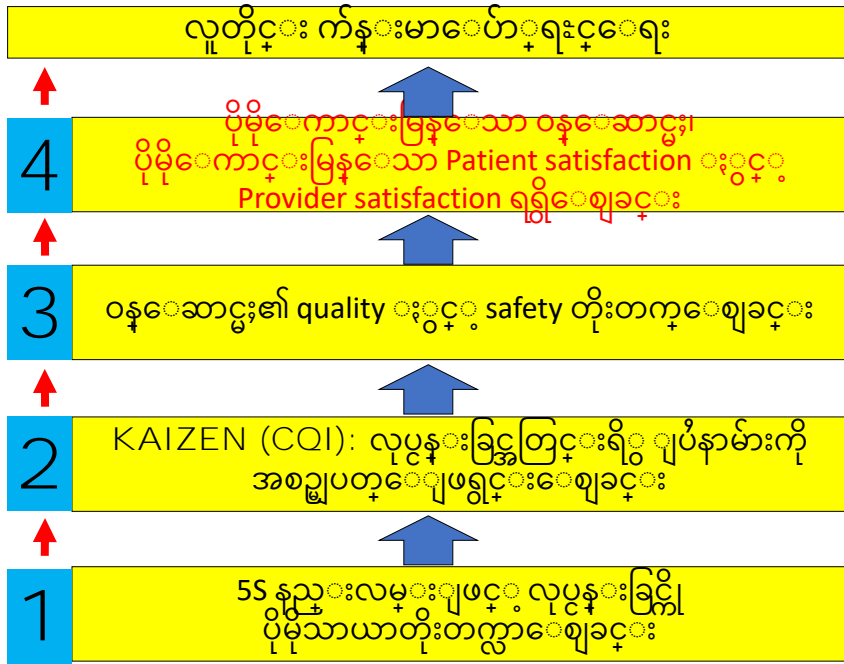 လူတိုင္း က်န္းမာေပ်ာ္ရႊင္ေရး
4
ပိုမိုေကာင္းမြန္ေသာ ဝန္ေဆာင္မႈ၊
ပိုမိုေကာင္းမြန္ေသာ Patient satisfaction ႏွင့္
Provider satisfaction ရရွိေစျခင္း
3
ဝန္ေဆာင္မႈ၏ quality ႏွင့္ safety တိုးတက္ေစျခင္း
2
KAIZEN (CQI): လုပ္ငန္းခြင္အတြင္းရွိ ျပႆနာမ်ားကို
အစဥ္မျပတ္ေျဖရွင္းေစျခင္း
1
5S နည္းလမ္းျဖင့္ လုပ္ငန္းခြင္ကို
ပိုမိုသာယာတိုးတက္လာေစျခင္း